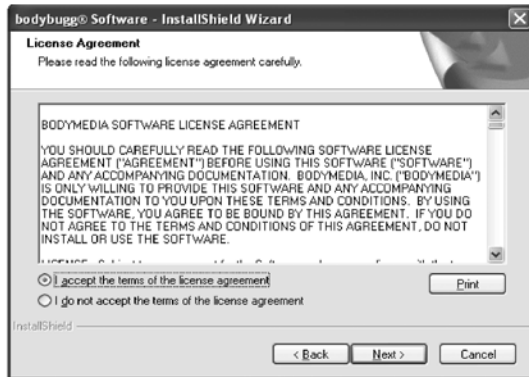 bodybugg® Software - InstallShield Wizard
License Agreement
Please read the following license agreement carefully.
BODYMEDIA SOFTWARE LICENSE AGREEMENT
YOU SHOULD CAREFULLY READ THE FOLLOWING SOFTWARE LICENSE
AGREEMENT ("AGREEMENT") BEFORE USING THIS SOFTWARE ("SOFTWARE")
AND ANY ACCOMPANYING DOCUMENTATION. BODYMEDIA, INC. ("BODYMEDIA")
IS ONLY WILLING TO PROVIDE THIS SOFTWARE AND ANY ACCOMPANYING
DOCUMENTATION TO YOU UPON THESE TERMS AND CONDITIONS. BY USING
THE SOFTWARE, YOU AGREE TO BE BOUND BY THIS AGREEMENT. IF YOU DO
NOT AGREE TO THE TERMS AND CONDITIONS OF THIS AGREEMENT, DO NOT
INSTALL OR USE THE SOFTWARE.
I accept the terms of the license agreement
Print
I do not accept the terms of the license agreement
InstallShield
< Back
Next >
Cancel